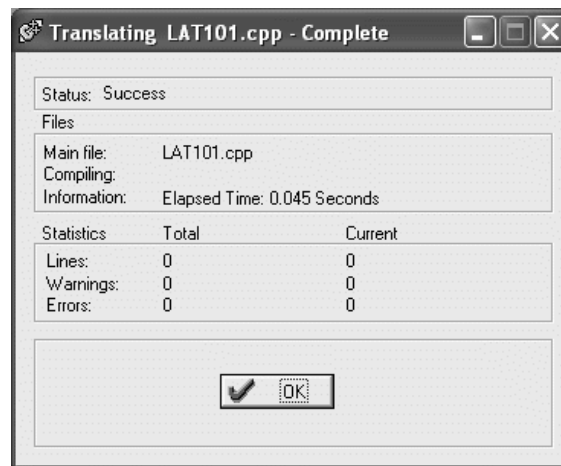 Translating LAT101.cpp - Complete
Status: Success
Files
Main file: LAT101.cpp
Compiling:
Information: Elapsed Time: 0.045 Seconds
Statistics Total Current
Lines: 0 0
Warnings: 0 0
Errors: 0 0
OK